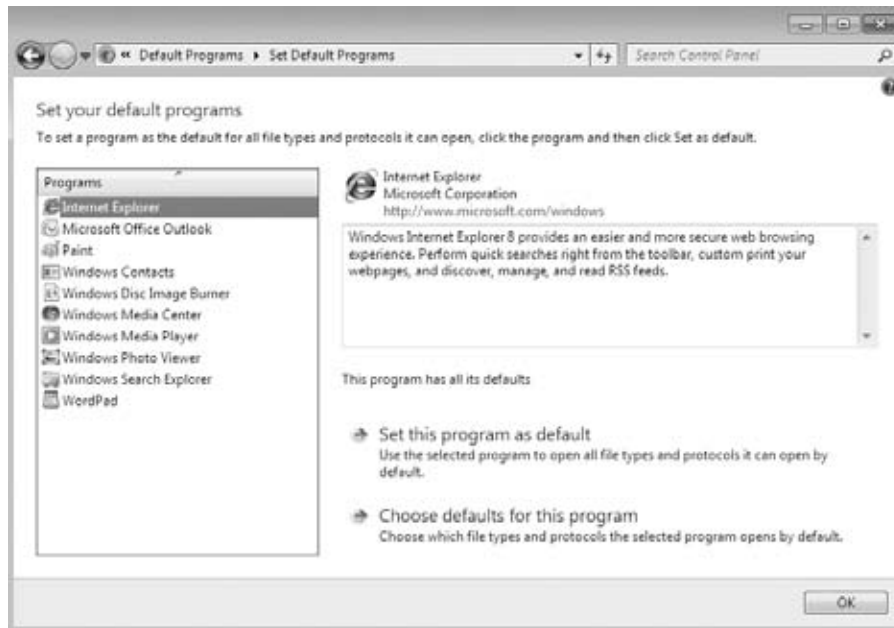 « Default Programs ▸ Set Default Programs
Search Control Panel
Set your default programs
To set a program as the default for all file types and protocols it can open, click the program and then click Set as default.
Programs
Internet Explorer
Microsoft Office Outlook
Paint
Windows Contacts
Windows Disc Image Burner
Windows Media Center
Windows Media Player
Windows Photo Viewer
Windows Search Explorer
WordPad
Internet Explorer
Microsoft Corporation
http://www.microsoft.com/windows
Windows Internet Explorer 8 provides an easier and more secure web browsing
experience. Perform quick searches right from the toolbar, custom print your
webpages, and discover, manage, and read RSS feeds.
This program has all its defaults
Set this program as default
Use the selected program to open all file types and protocols it can open by
default.
Choose defaults for this program
Choose which file types and protocols the selected program opens by default.
OK